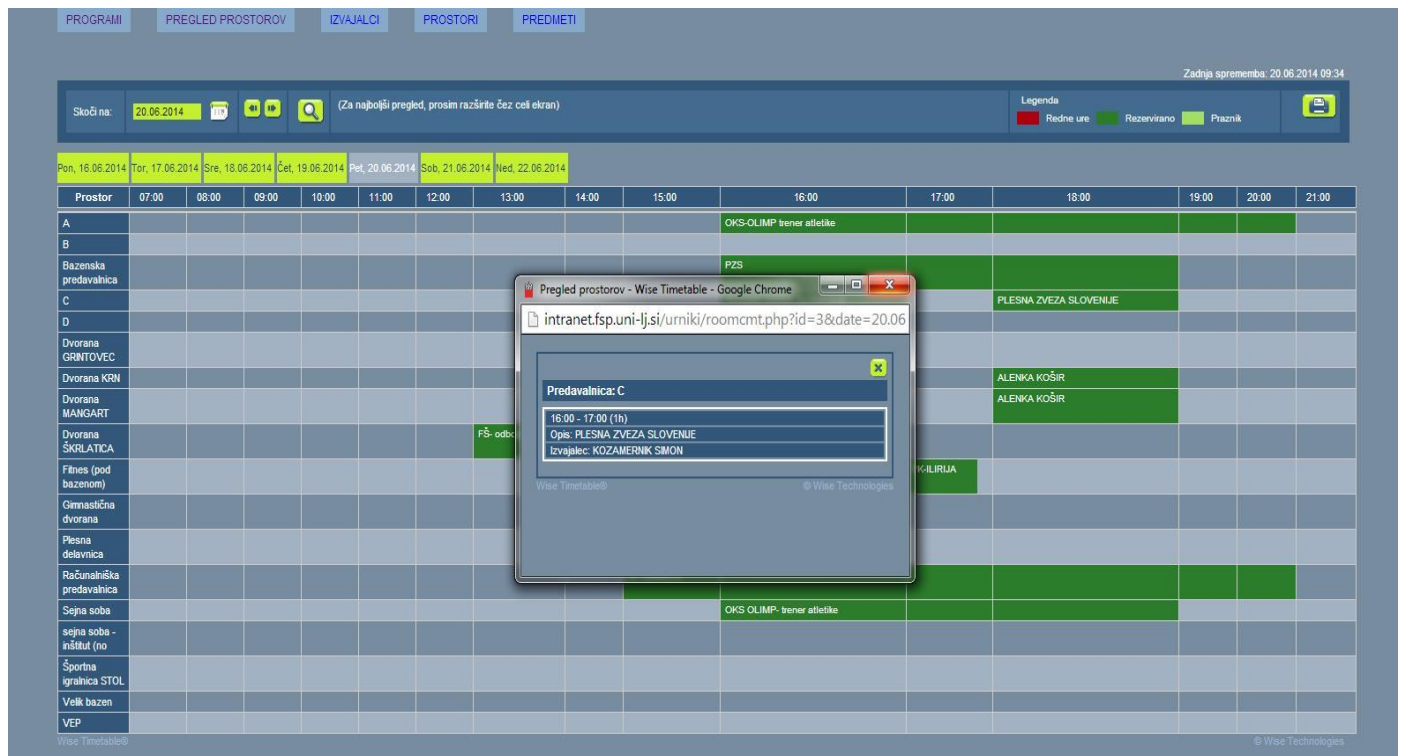 PROGRAMI PREGLED PROSTOROV IZVAJALCI PROSTORI PREDMETI
Zadnja sprememba: 20.06.2014 09:34
Skoči na: 20.06.2014 (Za najboljši pregled, prosim razširite čez celi ekran)
Legenda
Redne ure Rezervirano Praznik
Pon, 16.06.2014 Tor, 17.06.2014 Sre, 18.06.2014 Čet, 19.06.2014 Pet, 20.06.2014 Sob, 21.06.2014 Ned, 22.06.2014
Prostor 07:00 08:00 09:00 10:00 11:00 12:00 13:00 14:00 15:00 16:00 17:00 18:00 19:00 20:00 21:00
A OKS-OLIMP trener atletike
B
Bazenska predavalnica PZS
C PLESNA ZVEZA SLOVENIJE
D
Dvorana
GRINTOVEC
Dvorana KRN ALENKA KOŠIR
Dvorana
MANGART ALENKA KOŠIR
Dvorana
ŠKRLATICA FŠ- odbo
Fitnes (pod
bazenom) K-ILIRIJA
Gimnastična
dvorana
Plesna
delavnica
Računalniška
predavalnica
Sejna soba OKS OLIMP- trener atletike
sejna soba -
inštitut (no
Športna
igralnica STOL
Velik bazen
VEP
Wise Timetable® © Wise Technologies
Pregled prostorov - Wise Timetable - Google Chrome
intranet.fsp.uni-lj.si/urniki/roomcmt.php?id=3&date=20.06
Predavalnica: C
16:00 - 17:00 (1h)
Opis: PLESNA ZVEZA SLOVENIJE
Izvajalec: KOZAMERNIK SIMON
Wise Timetable® © Wise Technologies